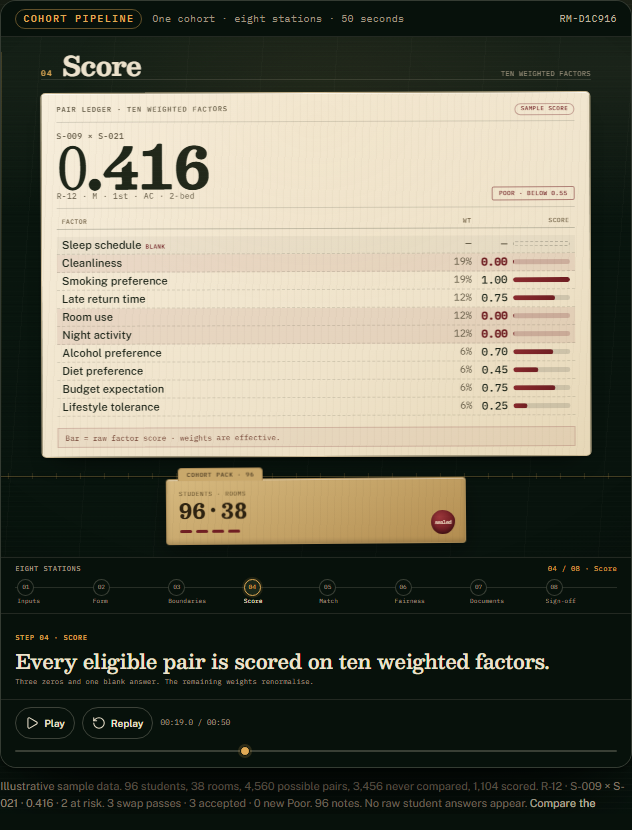 COHORT PIPELINE One cohort · eight stations · 50 seconds RM-D1C916
04 Score TEN WEIGHTED FACTORS
PAIR LEDGER · TEN WEIGHTED FACTORS SAMPLE SCORE
S-009 × S-021
0.416
R-12 · M · 1st · AC · 2-bed POOR · BELOW 0.55
FACTOR WT SCORE
Sleep schedule BLANK — —
Cleanliness 19% 0.00
Smoking preference 19% 1.00
Late return time 12% 0.75
Room use 12% 0.00
Night activity 12% 0.00
Alcohol preference 6% 0.70
Diet preference 6% 0.45
Budget expectation 6% 0.75
Lifestyle tolerance 6% 0.25
Bar = raw factor score · weights are effective.
COHORT PACK · 96
STUDENTS · ROOMS
96·38
sealed
EIGHT STATIONS 04 / 08 · Score
01 02 03 04 05 06 07 08
Inputs Form Boundaries Score Match Fairness Documents Sign-off
STEP 04 · SCORE
Every eligible pair is scored on ten weighted factors.
Three zeros and one blank answer. The remaining weights renormalise.
Play Replay 00:19.0 / 00:50
Illustrative sample data. 96 students, 38 rooms, 4,560 possible pairs, 3,456 never compared, 1,104 scored. R-12 · S-009 × S-
021 · 0.416 · 2 at risk. 3 swap passes · 3 accepted · 0 new Poor. 96 notes. No raw student answers appear. Compare the